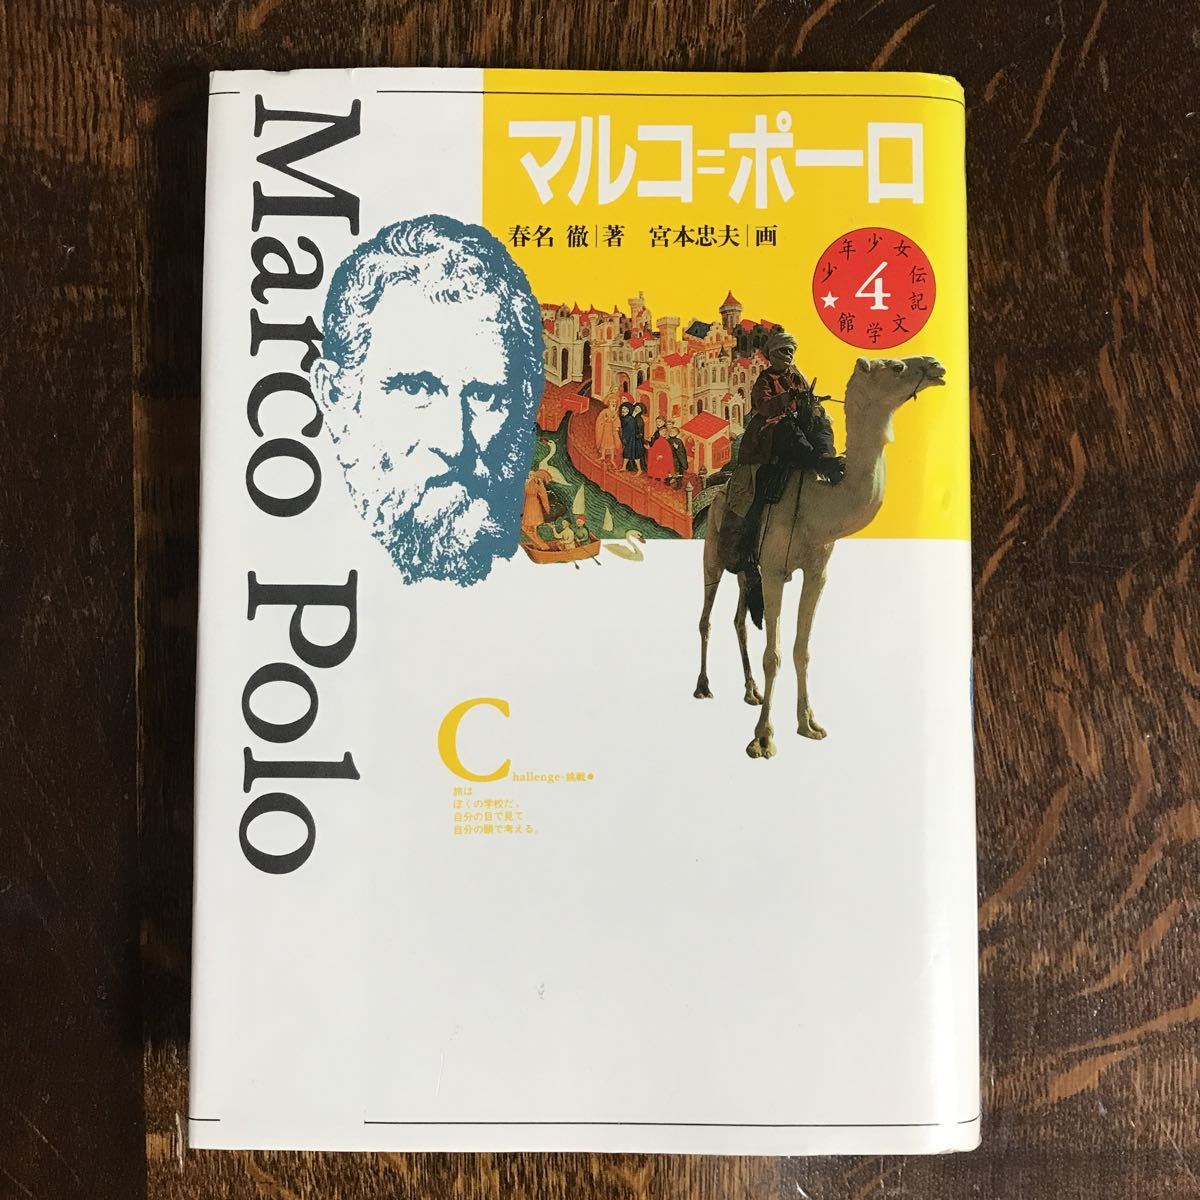 Marco Polo
マルコ=ポーロ
春名 徹|著 宮本忠夫|画
少年少女伝記文学館
4
Challenge-挑戦●
旅は
ぼくの学校だ。
自分の目で見て
自分の頭で考える。